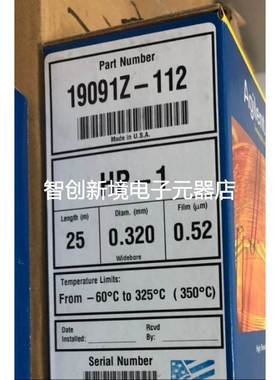 Part Number
19091Z-112
Made in U.S.A.
HP-1
智创新境电子元器店
Length (m) Diam. (mm) Film (µm)
25 0.320 0.52
Widebore
Temperature Limits:
From -60°C to 325°C (350°C)
Date Installed: Rcvd By:
Serial Number
Agilent